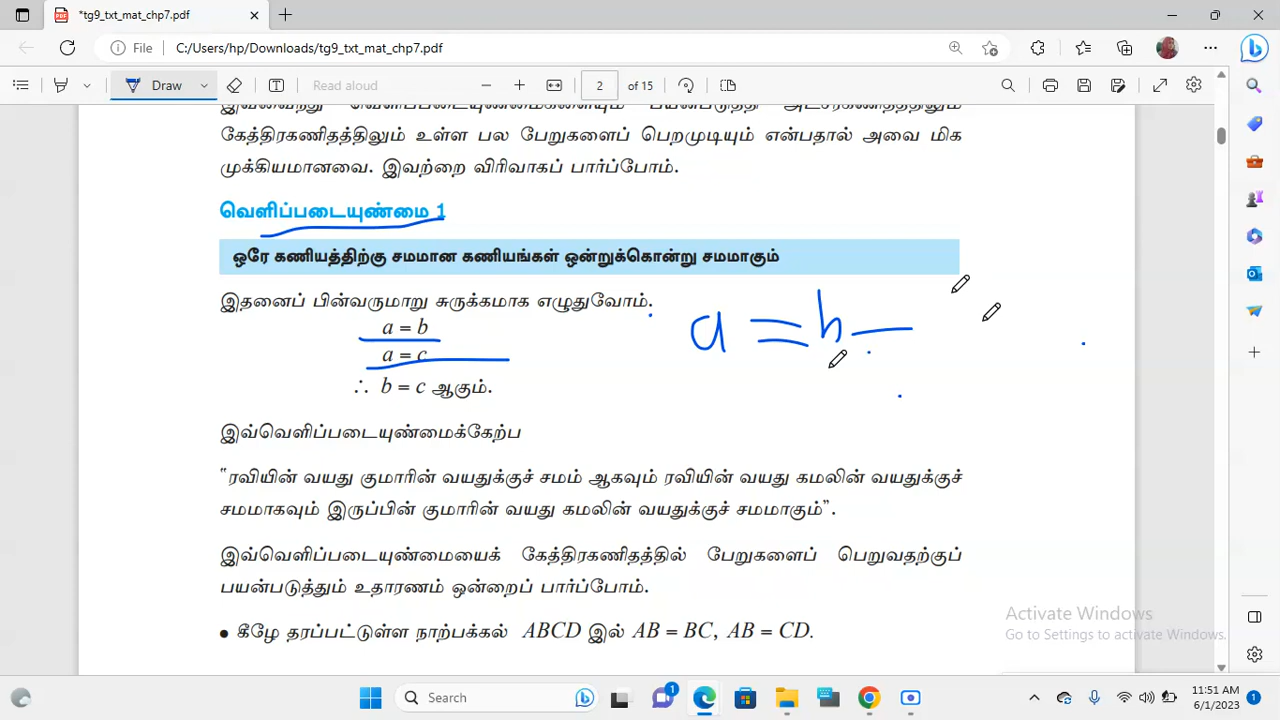 *tg9_txt_mat_chp7.pdf
File C:/Users/hp/Downloads/tg9_txt_mat_chp7.pdf
Draw Read aloud 2 of 15
கேத்திரகணிதத்திலும் உள்ள பல பேறுகளைப் பெறமுடியும் என்பதால் அவை மிக
முக்கியமானவை. இவற்றை விரிவாகப் பார்ப்போம்.
வெளிப்படையுண்மை 1
ஒரே கணியத்திற்கு சமமான கணியங்கள் ஒன்றுக்கொன்று சமமாகும்
இதனைப் பின்வருமாறு சுருக்கமாக எழுதுவோம்.
a = b
a = c
∴ b = c ஆகும்.
a = b
இவ்வெளிப்படையுண்மைக்கேற்ப
“ரவியின் வயது குமாரின் வயதுக்குச் சமம் ஆகவும் ரவியின் வயது கமலின் வயதுக்குச்
சமமாகவும் இருப்பின் குமாரின் வயது கமலின் வயதுக்குச் சமமாகும்”.
இவ்வெளிப்படையுண்மையைக் கேத்திரகணிதத்தில் பேறுகளைப் பெறுவதற்குப்
பயன்படுத்தும் உதாரணம் ஒன்றைப் பார்ப்போம்.
• கீழே தரப்பட்டுள்ள நாற்பக்கல் ABCD இல் AB = BC, AB = CD.
Activate Windows
Go to Settings to activate Windows.
Search
1
11:51 AM
6/1/2023
1